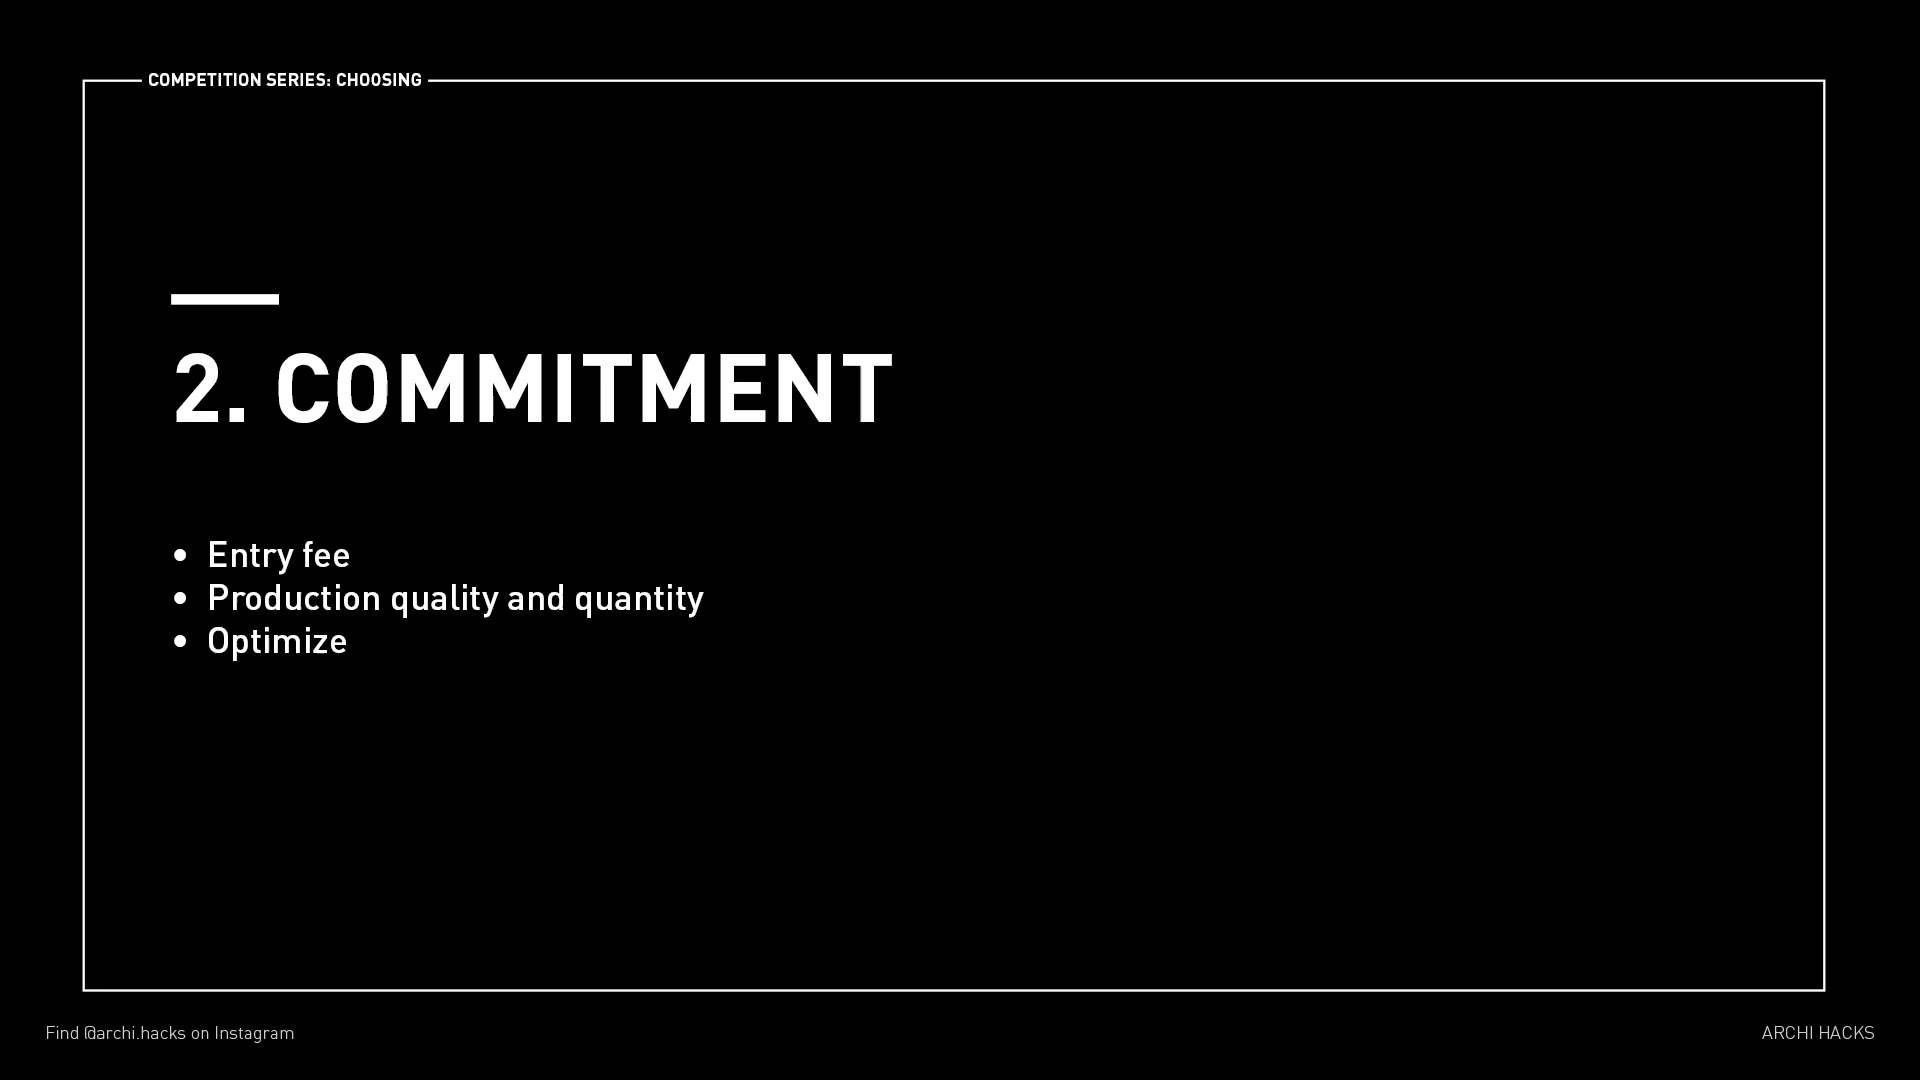 COMPETITION SERIES: CHOOSING
2. COMMITMENT
• Entry fee
• Production quality and quantity
• Optimize
Find @archi.hacks on Instagram
ARCHI HACKS